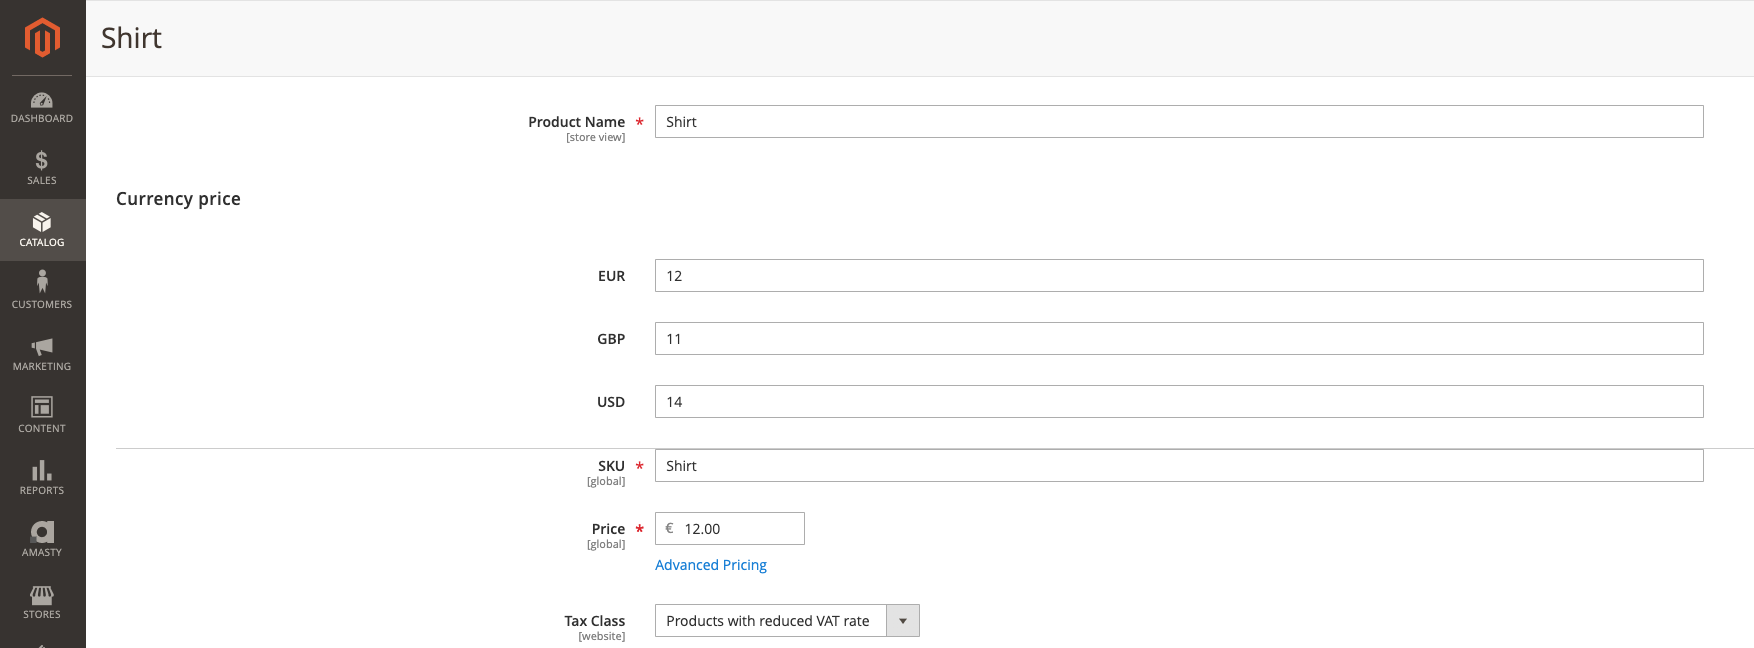 Shirt
DASHBOARD
SALES
CATALOG
CUSTOMERS
MARKETING
CONTENT
REPORTS
AMASTY
STORES
Product Name *
[store view]
Shirt
Currency price
EUR
12
GBP
11
USD
14
SKU *
[global]
Shirt
Price *
[global]
€ 12.00
Advanced Pricing
Tax Class
[website]
Products with reduced VAT rate